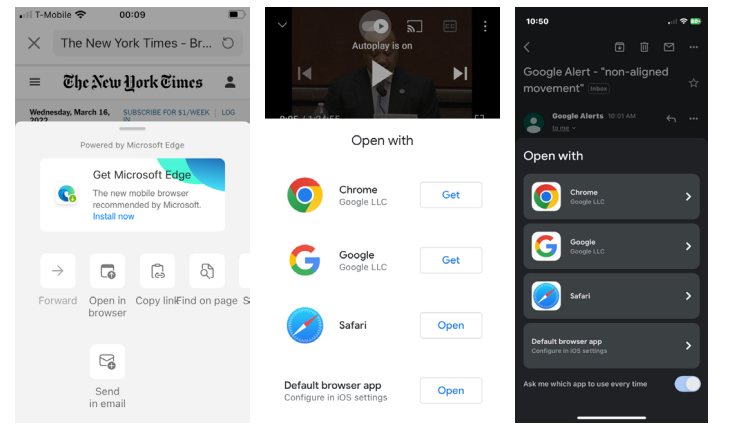 T-Mobile
00:09
The New York Times - Br...
The New York Times
Wednesday, March 16,
2022
SUBSCRIBE FOR $1/WEEK | LOG
IN
Powered by Microsoft Edge
Get Microsoft Edge
The new mobile browser
recommended by Microsoft.
Install now
Forward
Open in
browser
Copy link
Find on page
Send
in email
CC
Autoplay is on
Open with
Chrome
Google LLC
Get
Google
Google LLC
Get
Safari
Open
Default browser app
Configure in iOS settings
Open
10:50
Google Alert - "non-aligned
movement" Inbox
Google Alerts 10:01 AM
to me
Open with
Chrome
Google LLC
Google
Google LLC
Safari
Default browser app
Configure in iOS settings
Ask me which app to use every time